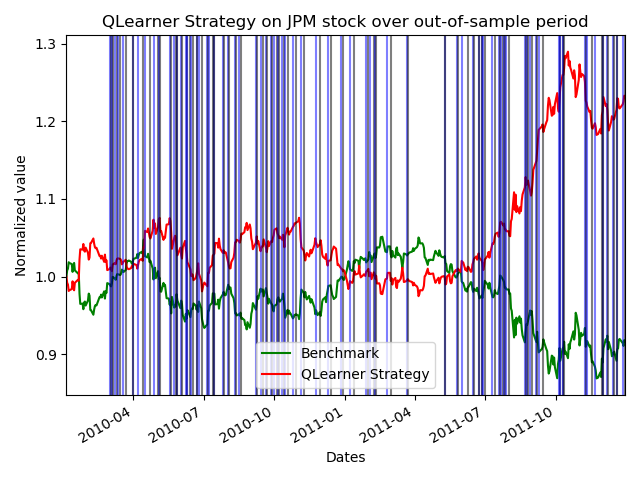 QLearner Strategy on JPM stock over out-of-sample period
1.3
1.2
1.1
1.0
0.9
Normalized value
Benchmark
QLearner Strategy
2010-04
2010-07
2010-10
2011-01
2011-04
2011-07
2011-10
Dates